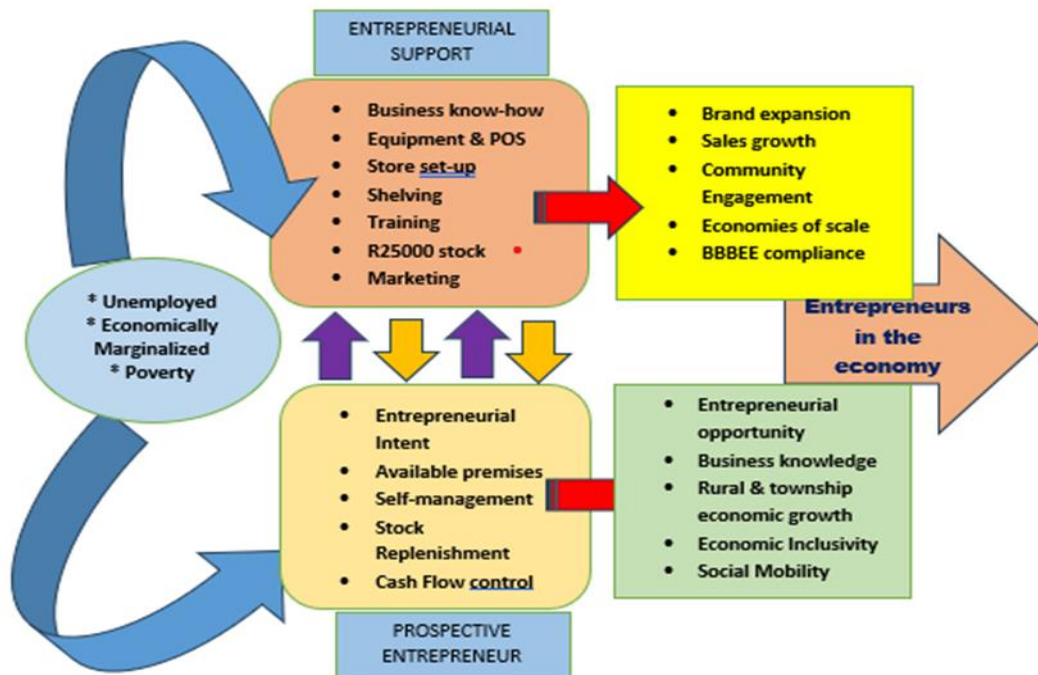 ENTREPRENEURIAL
SUPPORT
• Business know-how
• Equipment & POS
• Store set-up
• Shelving
• Training
• R25000 stock
• Marketing
• Brand expansion
• Sales growth
• Community
Engagement
• Economies of scale
• BBBEE compliance
* Unemployed
* Economically
Marginalized
* Poverty
Entrepreneurs
in the
economy
• Entrepreneurial
Intent
• Available premises
• Self-management
• Stock
Replenishment
• Cash Flow control
• Entrepreneurial
opportunity
• Business knowledge
• Rural & township
economic growth
• Economic Inclusivity
• Social Mobility
PROSPECTIVE
ENTREPRENEUR